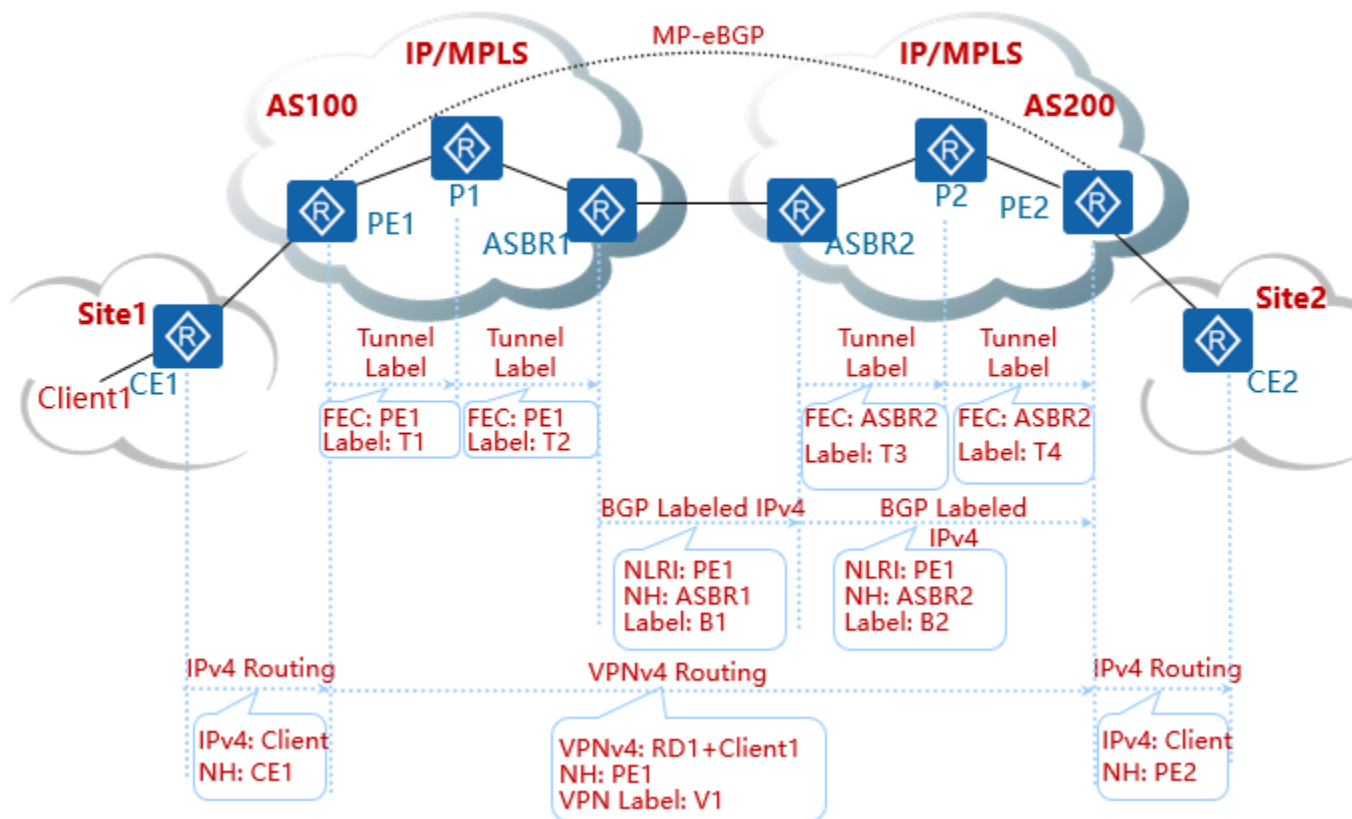 MP-eBGP
IP/MPLS
IP/MPLS
AS100
AS200
R
R
R
R
R
R
P1
P2
PE1
PE2
ASBR1
ASBR2
Site1
Site2
R
R
CE1
CE2
Client1
Tunnel
Label
Tunnel
Label
Tunnel
Label
Tunnel
Label
FEC: PE1
Label: T1
FEC: PE1
Label: T2
FEC: ASBR2
Label: T3
FEC: ASBR2
Label: T4
BGP Labeled IPv4
BGP Labeled
IPv4
NLRI: PE1
NH: ASBR1
Label: B1
NLRI: PE1
NH: ASBR2
Label: B2
IPv4 Routing
VPNv4 Routing
IPv4 Routing
IPv4: Client
NH: CE1
VPNv4: RD1+Client1
NH: PE1
VPN Label: V1
IPv4: Client
NH: PE2